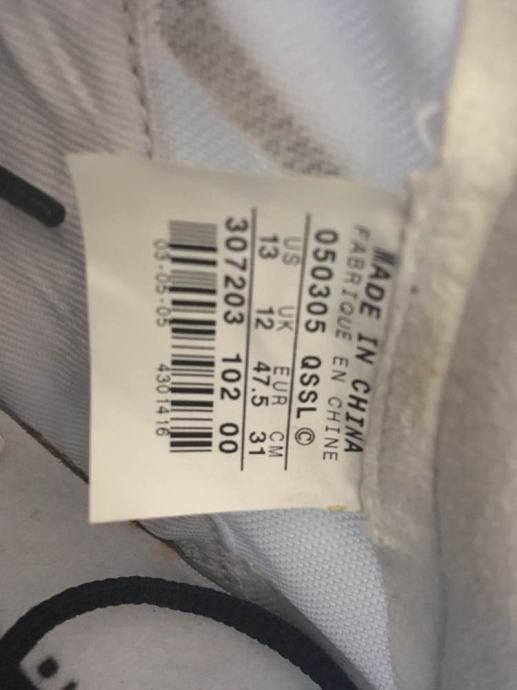 MADE IN CHINA
FABRIQUE EN CHINE
050305 QSSL ©
US UK EUR CM
13 12 47.5 31
307203 102 00
03-05-05 4301416